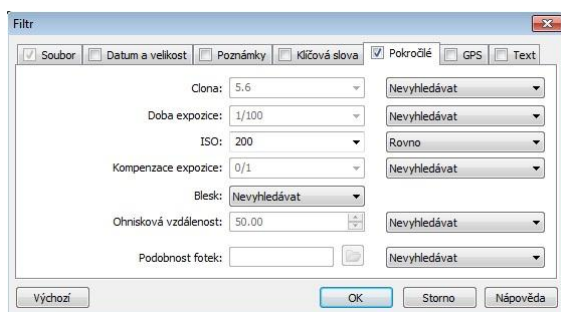 Filtr
Soubor Datum a velikost Poznámky Klíčová slova Pokročilé GPS Text
Clona: 5.6 Nevyhledávat
Doba expozice: 1/100 Nevyhledávat
ISO: 200 Rovno
Kompenzace expozice: 0/1 Nevyhledávat
Blesk: Nevyhledávat
Ohnisková vzdálenost: 50.00 Nevyhledávat
Podobnost fotek: Nevyhledávat
Výchozí OK Storno Nápověda